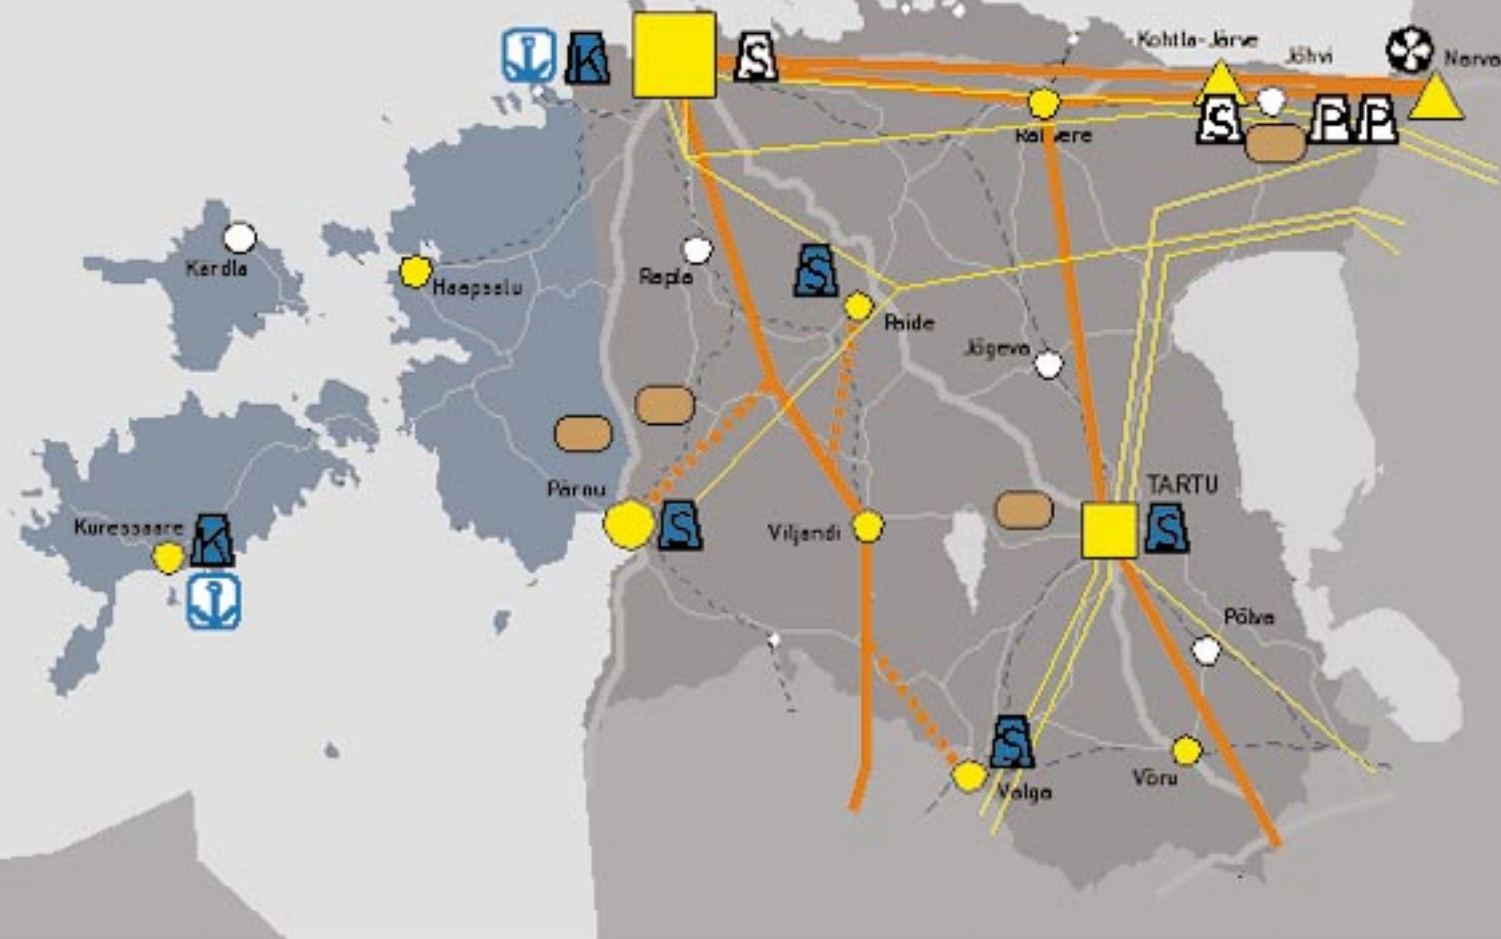 Kohtla-Järve
Jõhvi
Narva
K
S
S
P
P
Kärdla
Haapsalu
Rapla
S
Paide
Jõgeva
Pärnu
S
Viljandi
TARTU
S
Kuressaare
K
Põlva
S
Valga
Võru